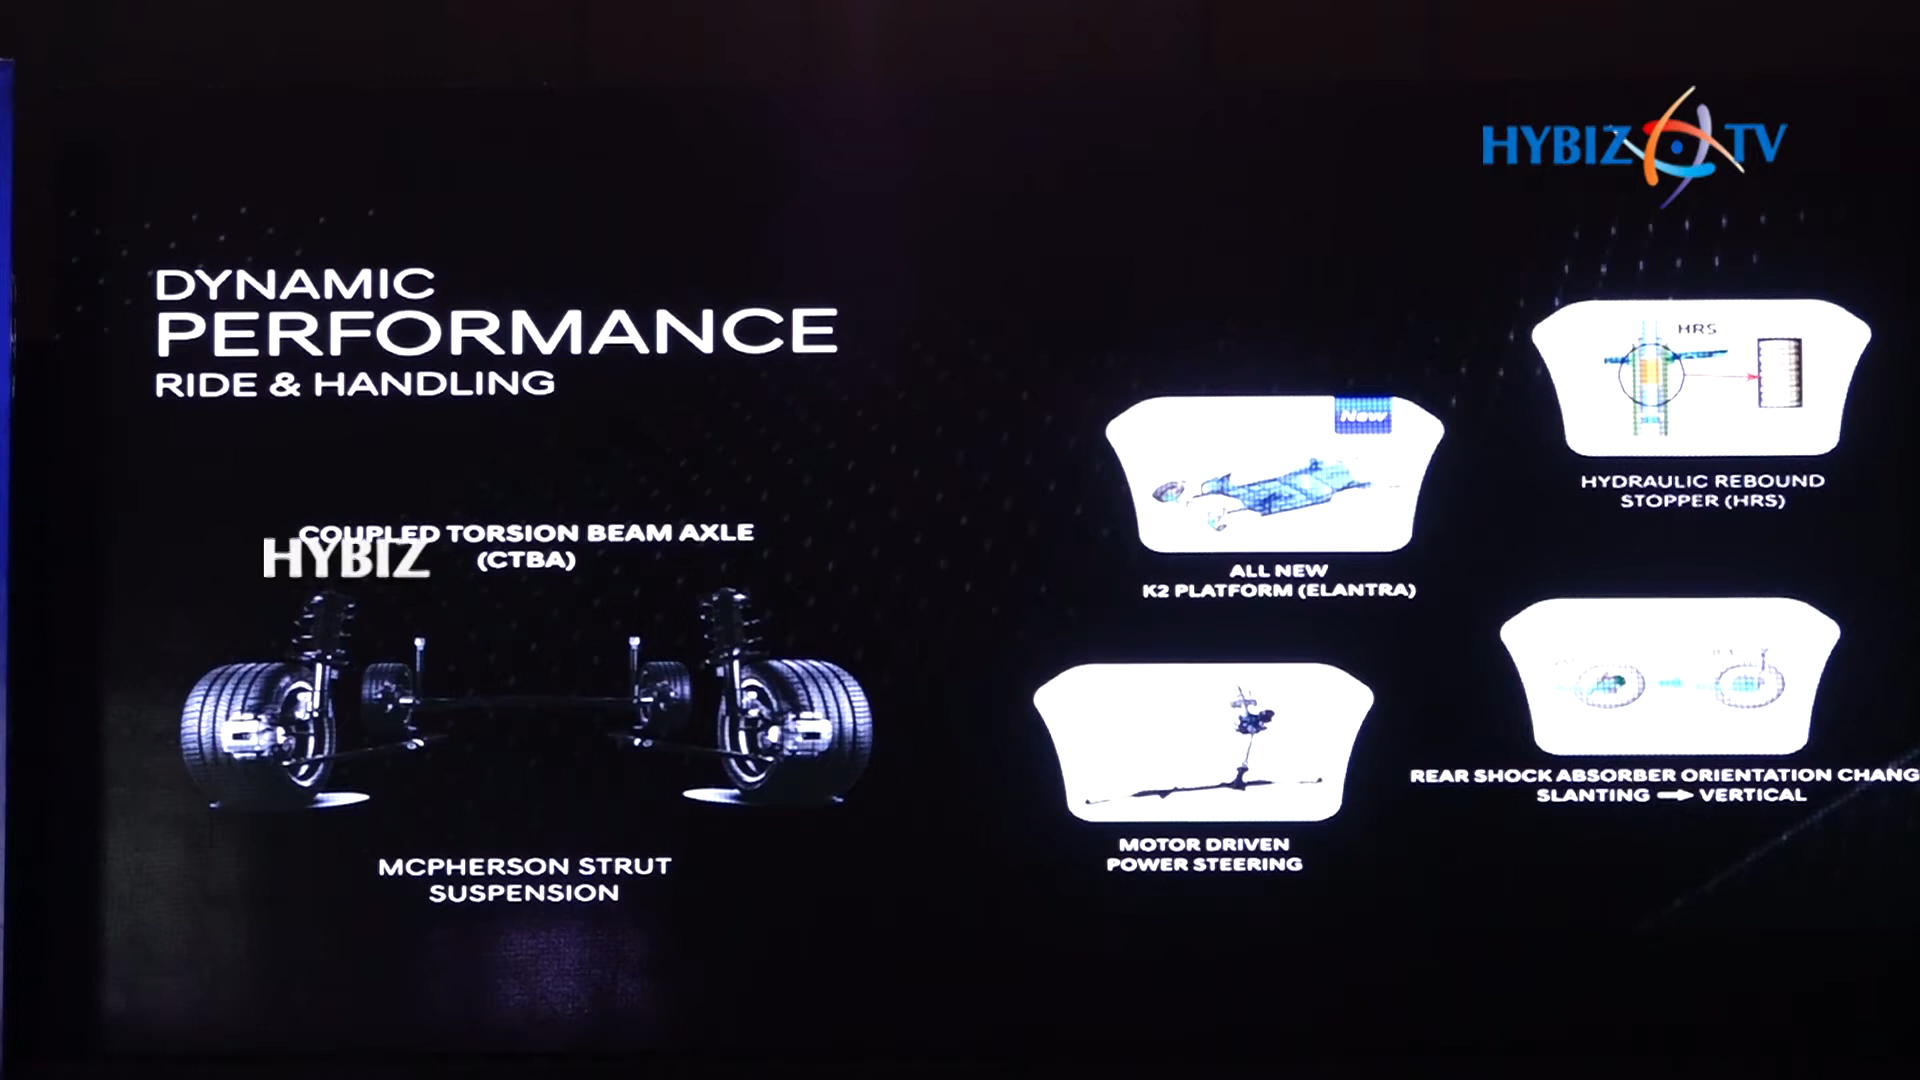 HYBIZ TV
DYNAMIC
PERFORMANCE
RIDE & HANDLING
COUPLED TORSION BEAM AXLE
(CTBA)
HYBIZ
MCPHERSON STRUT
SUSPENSION
New
ALL NEW
K2 PLATFORM (ELANTRA)
HRS
HYDRAULIC REBOUND
STOPPER (HRS)
MOTOR DRIVEN
POWER STEERING
REAR SHOCK ABSORBER ORIENTATION CHANG
SLANTING → VERTICAL